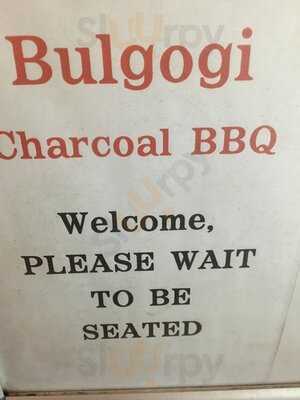 Bulgogi
Charcoal BBQ
Welcome,
PLEASE WAIT
TO BE
SEATED